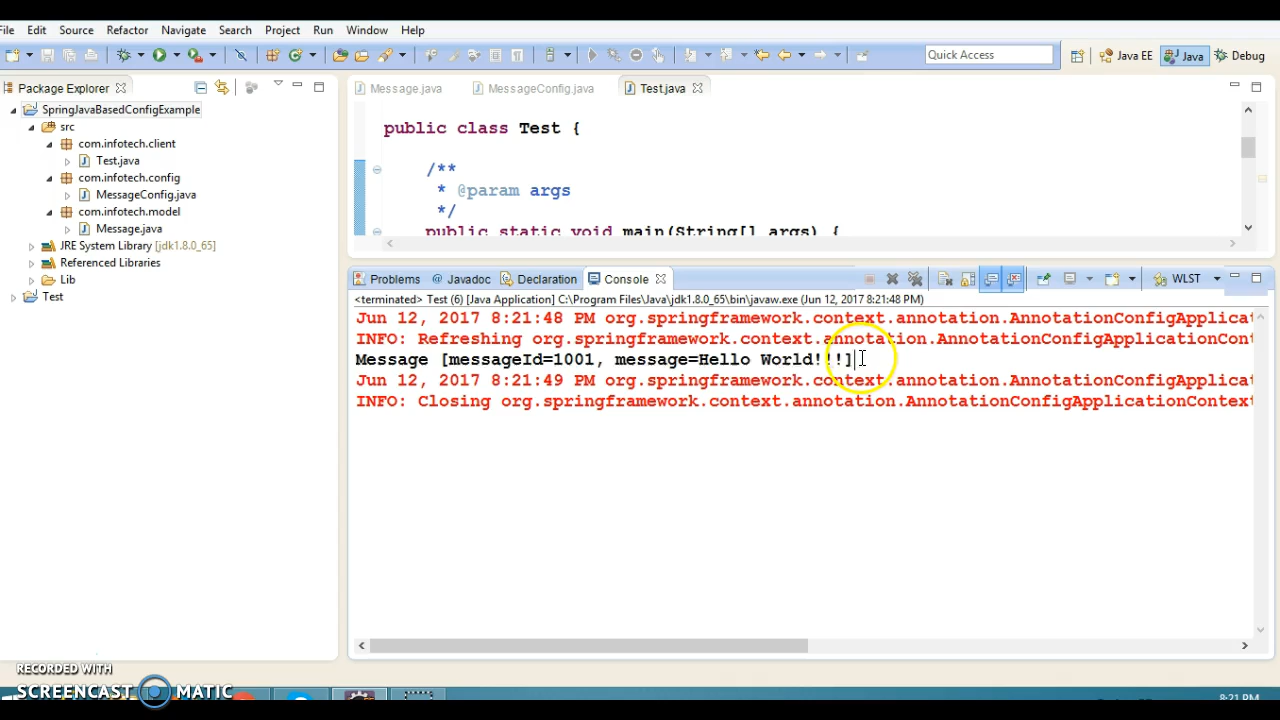 File Edit Source Refactor Navigate Search Project Run Window Help
Quick Access
Java EE
Java
Debug
Package Explorer
SpringJavaBasedConfigExample
src
com.infotech.client
Test.java
com.infotech.config
MessageConfig.java
com.infotech.model
Message.java
JRE System Library [jdk1.8.0_65]
Referenced Libraries
Lib
Test
Message.java
MessageConfig.java
Test.java
public class Test {
/**
* @param args
*/
public static void main(String[] args) {
Problems
@ Javadoc
Declaration
Console
WLST
<terminated> Test (6) [Java Application] C:\Program Files\Java\jdk1.8.0_65\bin\javaw.exe (Jun 12, 2017 8:21:48 PM)
Jun 12, 2017 8:21:48 PM org.springframework.context.annotation.AnnotationConfigApplicat
INFO: Refreshing org.springframework.context.annotation.AnnotationConfigApplicationCont
Message [messageId=1001, message=Hello World!!!]
Jun 12, 2017 8:21:49 PM org.springframework.context.annotation.AnnotationConfigApplicat
INFO: Closing org.springframework.context.annotation.AnnotationConfigApplicationContext
RECORDED WITH
SCREENCAST MATIC
8:21 PM